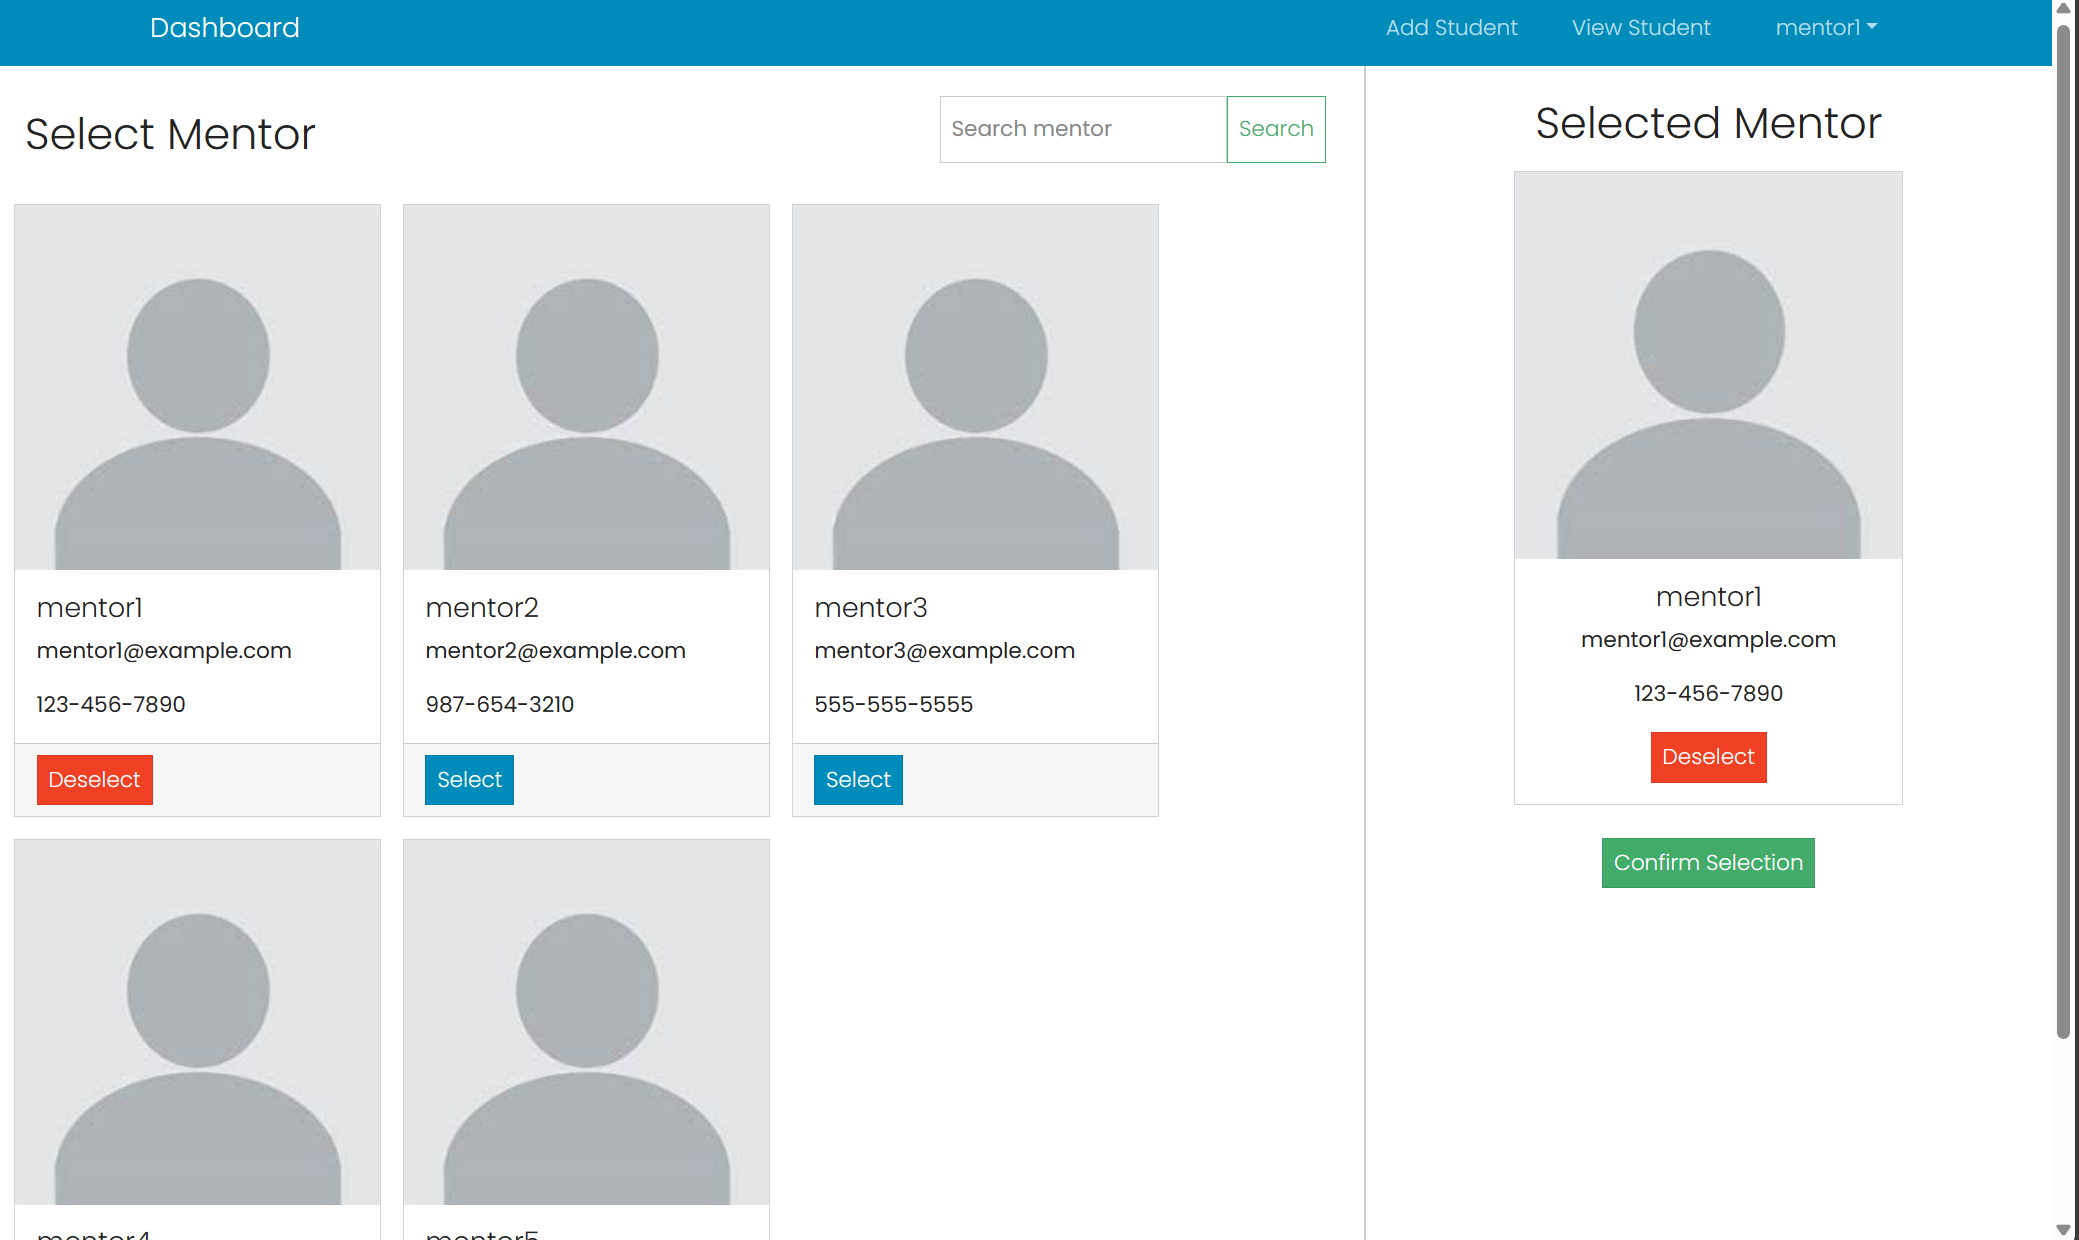 Dashboard
Add Student
View Student
mentor1
Select Mentor
Search mentor
Search
mentor1
mentor1@example.com
123-456-7890
Deselect
mentor2
mentor2@example.com
987-654-3210
Select
mentor3
mentor3@example.com
555-555-5555
Select
mentor4
mentor5
Selected Mentor
mentor1
mentor1@example.com
123-456-7890
Deselect
Confirm Selection